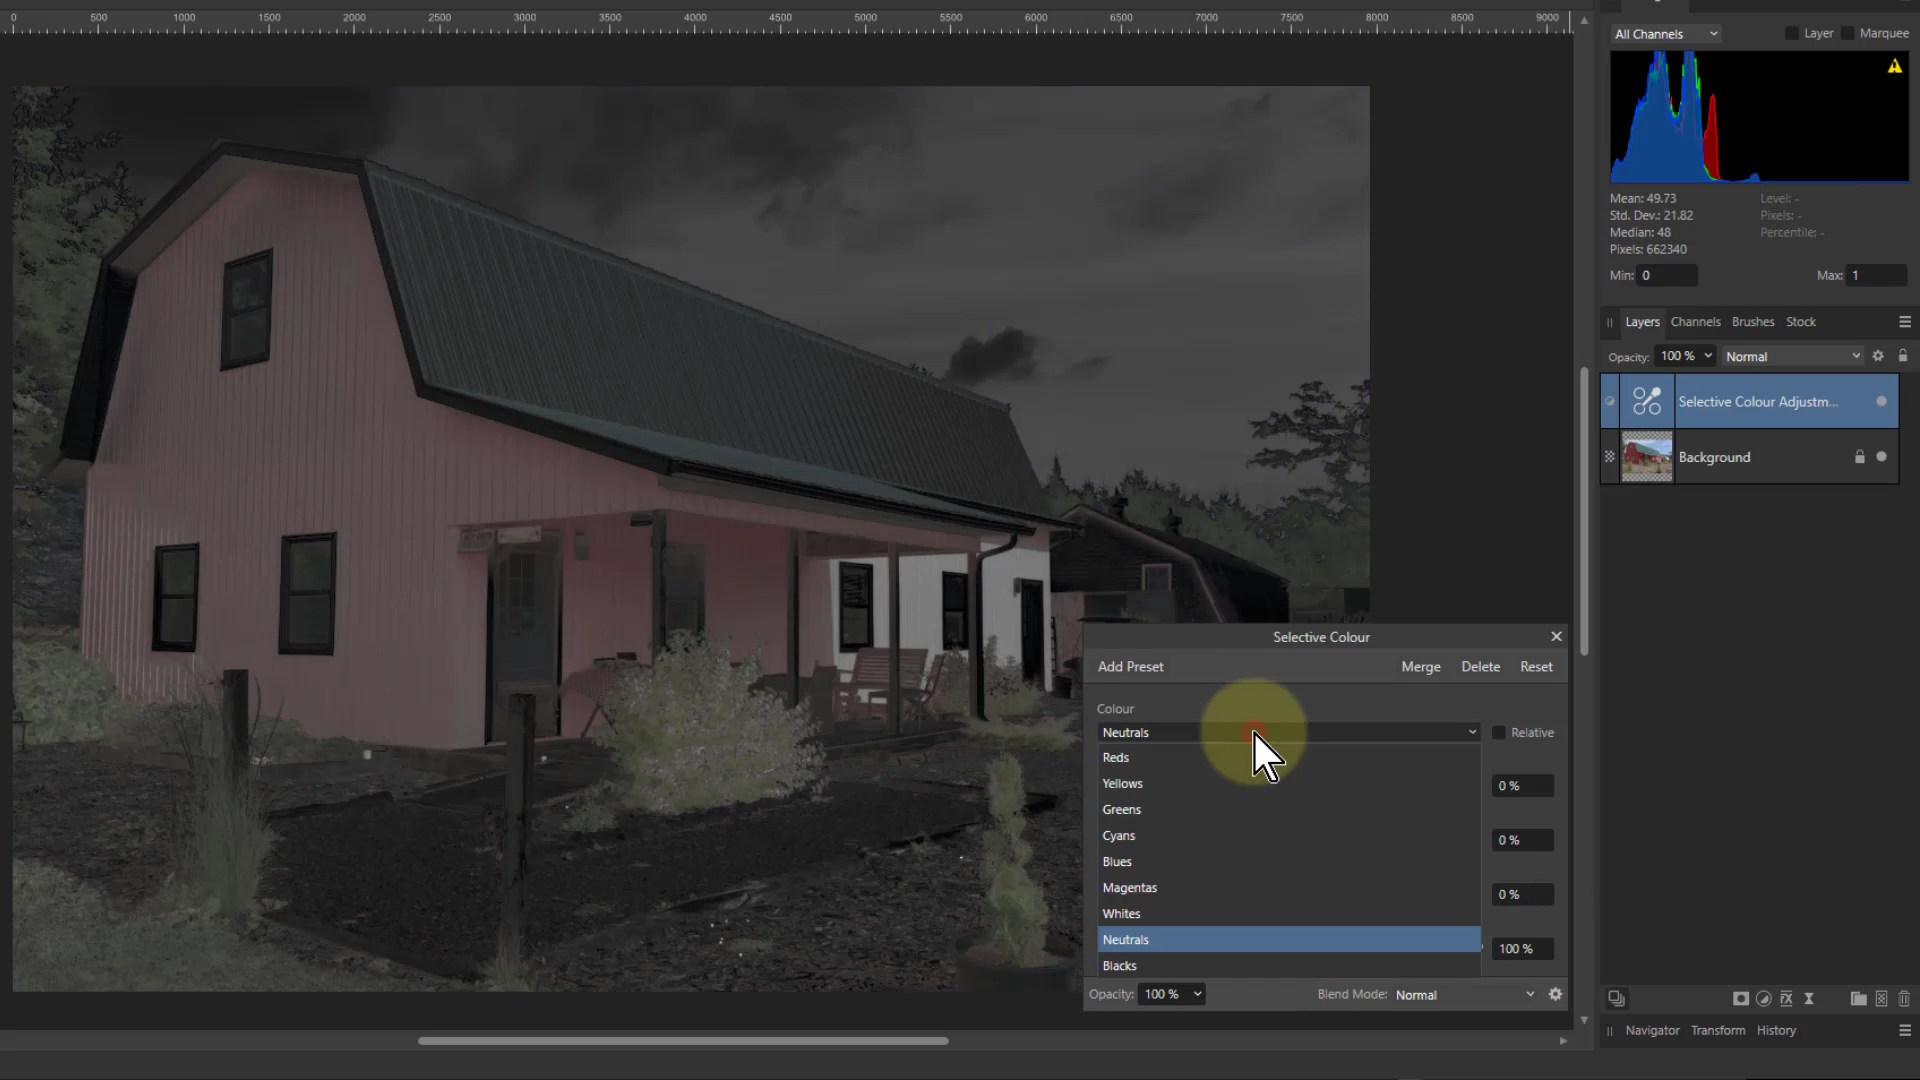 0 500 1000 1500 2000 2500 3000 3500 4000 4500 5000 5500 6000 6500 7000 7500 8000 8500 9000
All Channels Layer Marquee
Mean: 49.73 Level: -
Std. Dev.: 21.82 Pixels: -
Median: 48 Percentile: -
Pixels: 662340
Min: 0 Max: 1
Layers Channels Brushes Stock
Opacity: 100 % Normal
Selective Colour Adjustm...
Background
Selective Colour
Add Preset Merge Delete Reset
Colour
Neutrals Relative
Reds
Yellows 0 %
Greens
Cyans 0 %
Blues
Magentas 0 %
Whites
Neutrals 100 %
Blacks
Opacity: 100 % Blend Mode: Normal
Navigator Transform History